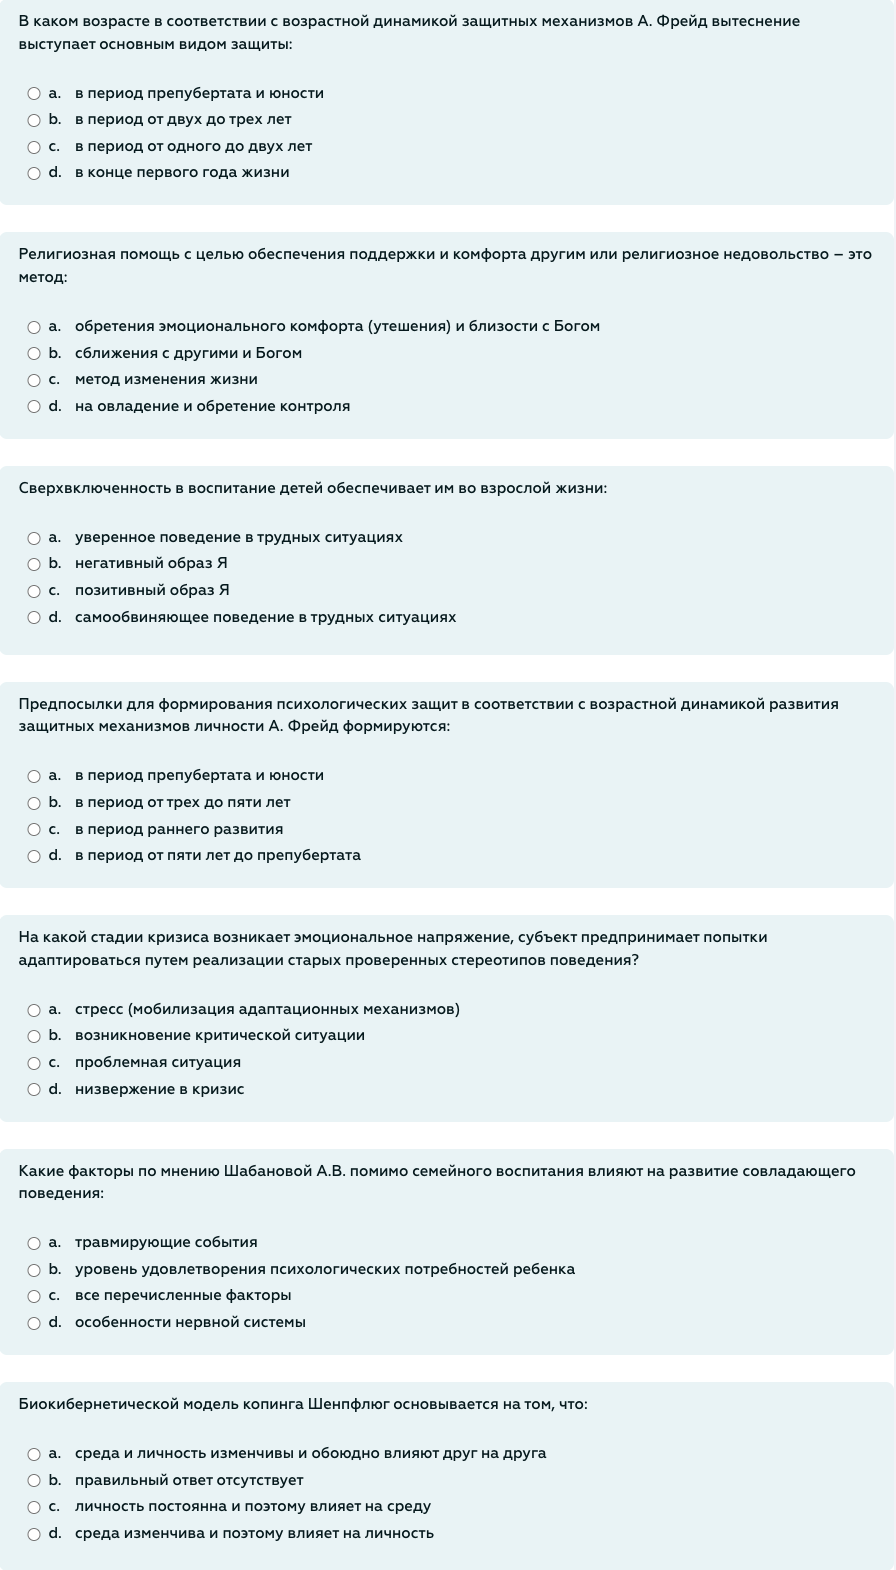 В каком возрасте в соответствии с возрастной динамикой защитных механизмов А. Фрейд вытеснение
выступает основным видом защиты:
a. в период препубертата и юности
b. в период от двух до трех лет
c. в период от одного до двух лет
d. в конце первого года жизни
Религиозная помощь с целью обеспечения поддержки и комфорта другим или религиозное недовольство – это
метод:
a. обретения эмоционального комфорта (утешения) и близости с Богом
b. сближения с другими и Богом
c. метод изменения жизни
d. на овладение и обретение контроля
Сверхвключенность в воспитание детей обеспечивает им во взрослой жизни:
a. уверенное поведение в трудных ситуациях
b. негативный образ Я
c. позитивный образ Я
d. самообвиняющее поведение в трудных ситуациях
Предпосылки для формирования психологических защит в соответствии с возрастной динамикой развития
защитных механизмов личности А. Фрейд формируются:
a. в период препубертата и юности
b. в период от трех до пяти лет
c. в период раннего развития
d. в период от пяти лет до препубертата
На какой стадии кризиса возникает эмоциональное напряжение, субъект предпринимает попытки
адаптироваться путем реализации старых проверенных стереотипов поведения?
a. стресс (мобилизация адаптационных механизмов)
b. возникновение критической ситуации
c. проблемная ситуация
d. низвержение в кризис
Какие факторы по мнению Шабановой А.В. помимо семейного воспитания влияют на развитие совладающего
поведения:
a. травмирующие события
b. уровень удовлетворения психологических потребностей ребенка
c. все перечисленные факторы
d. особенности нервной системы
Биокибернетической модель копинга Шенпфлюг основывается на том, что:
a. среда и личность изменчивы и обоюдно влияют друг на друга
b. правильный ответ отсутствует
c. личность постоянна и поэтому влияет на среду
d. среда изменчива и поэтому влияет на личность